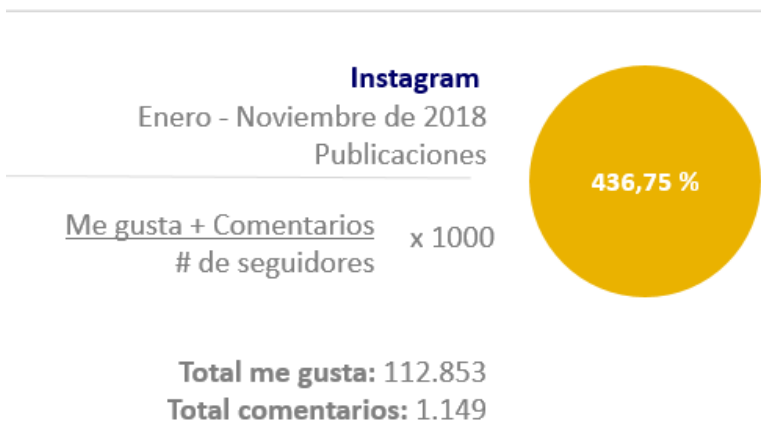 Instagram
Enero - Noviembre de 2018
Publicaciones
436,75 %
Me gusta + Comentarios
x 1000
# de seguidores
Total me gusta: 112.853
Total comentarios: 1.149